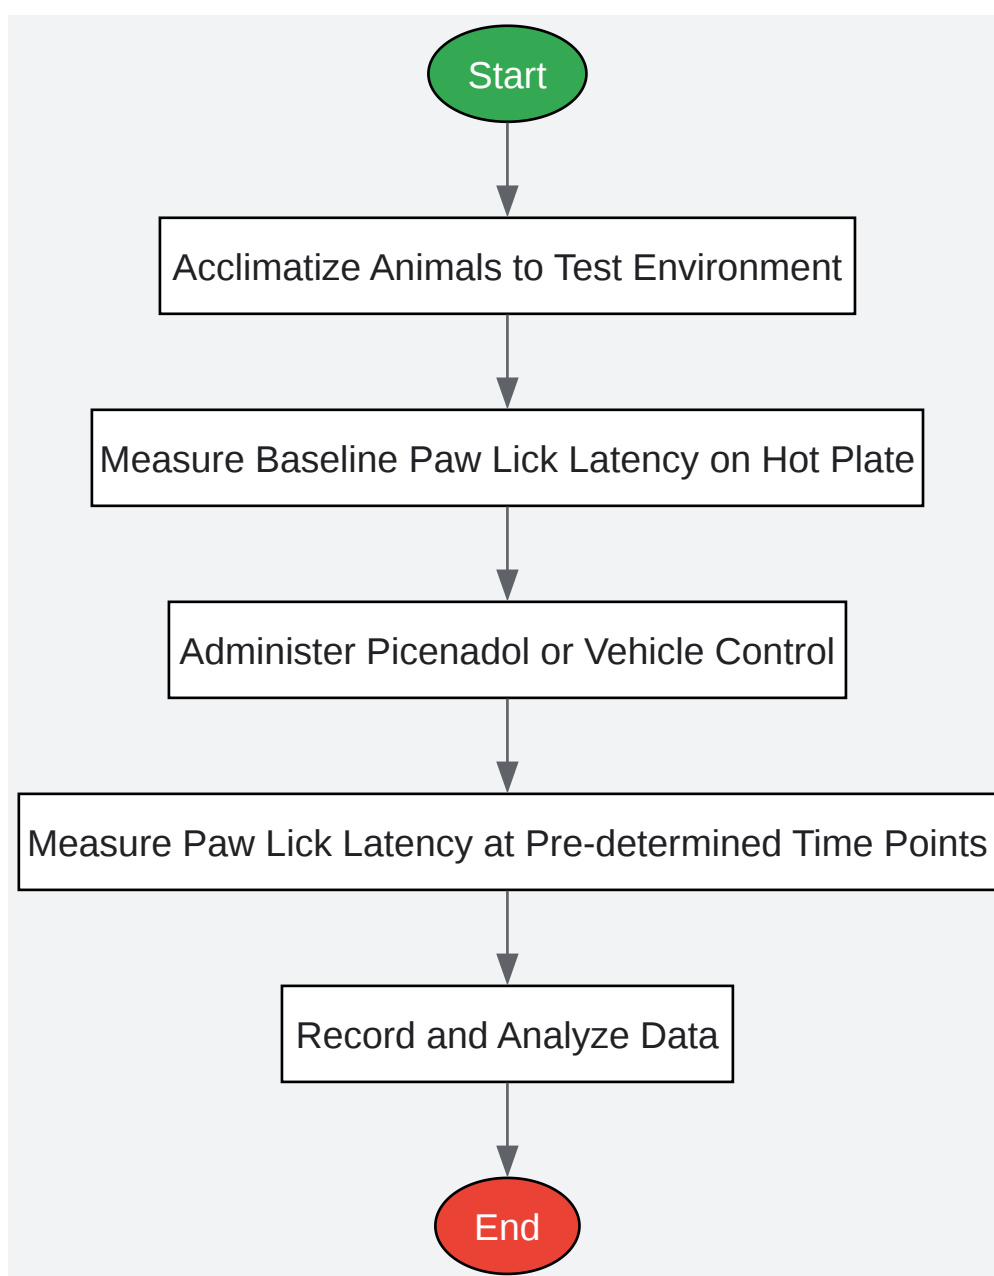 Start
Acclimatize Animals to Test Environment
Measure Baseline Paw Lick Latency on Hot Plate
Administer Picenadol or Vehicle Control
Measure Paw Lick Latency at Pre-determined Time Points
Record and Analyze Data
End